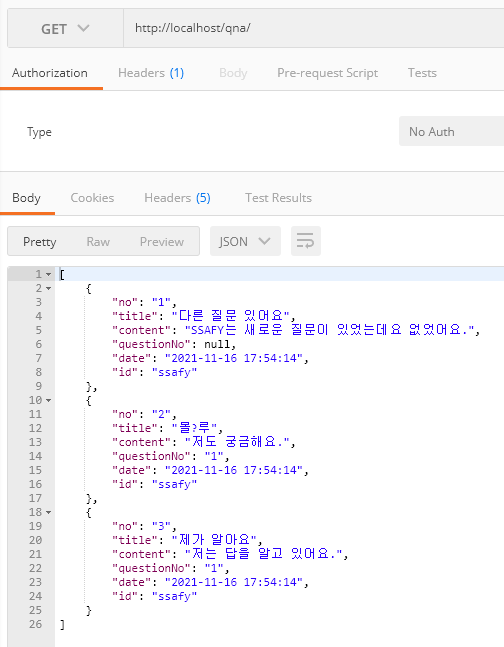 GET http://localhost/qna/
Authorization Headers (1) Body Pre-request Script Tests
Type No Auth
Body Cookies Headers (5) Test Results
Pretty Raw Preview JSON
1 [
2 {
3 "no": "1",
4 "title": "다른 질문 있어요",
5 "content": "SSAFY는 새로운 질문이 있었는데요 없었어요.",
6 "questionNo": null,
7 "date": "2021-11-16 17:54:14",
8 "id": "ssafy"
9 },
10 {
11 "no": "2",
12 "title": "몰?루",
13 "content": "저도 궁금해요.",
14 "questionNo": "1",
15 "date": "2021-11-16 17:54:14",
16 "id": "ssafy"
17 },
18 {
19 "no": "3",
20 "title": "제가 알아요",
21 "content": "저는 답을 알고 있어요.",
22 "questionNo": "1",
23 "date": "2021-11-16 17:54:14",
24 "id": "ssafy"
25 }
26 ]